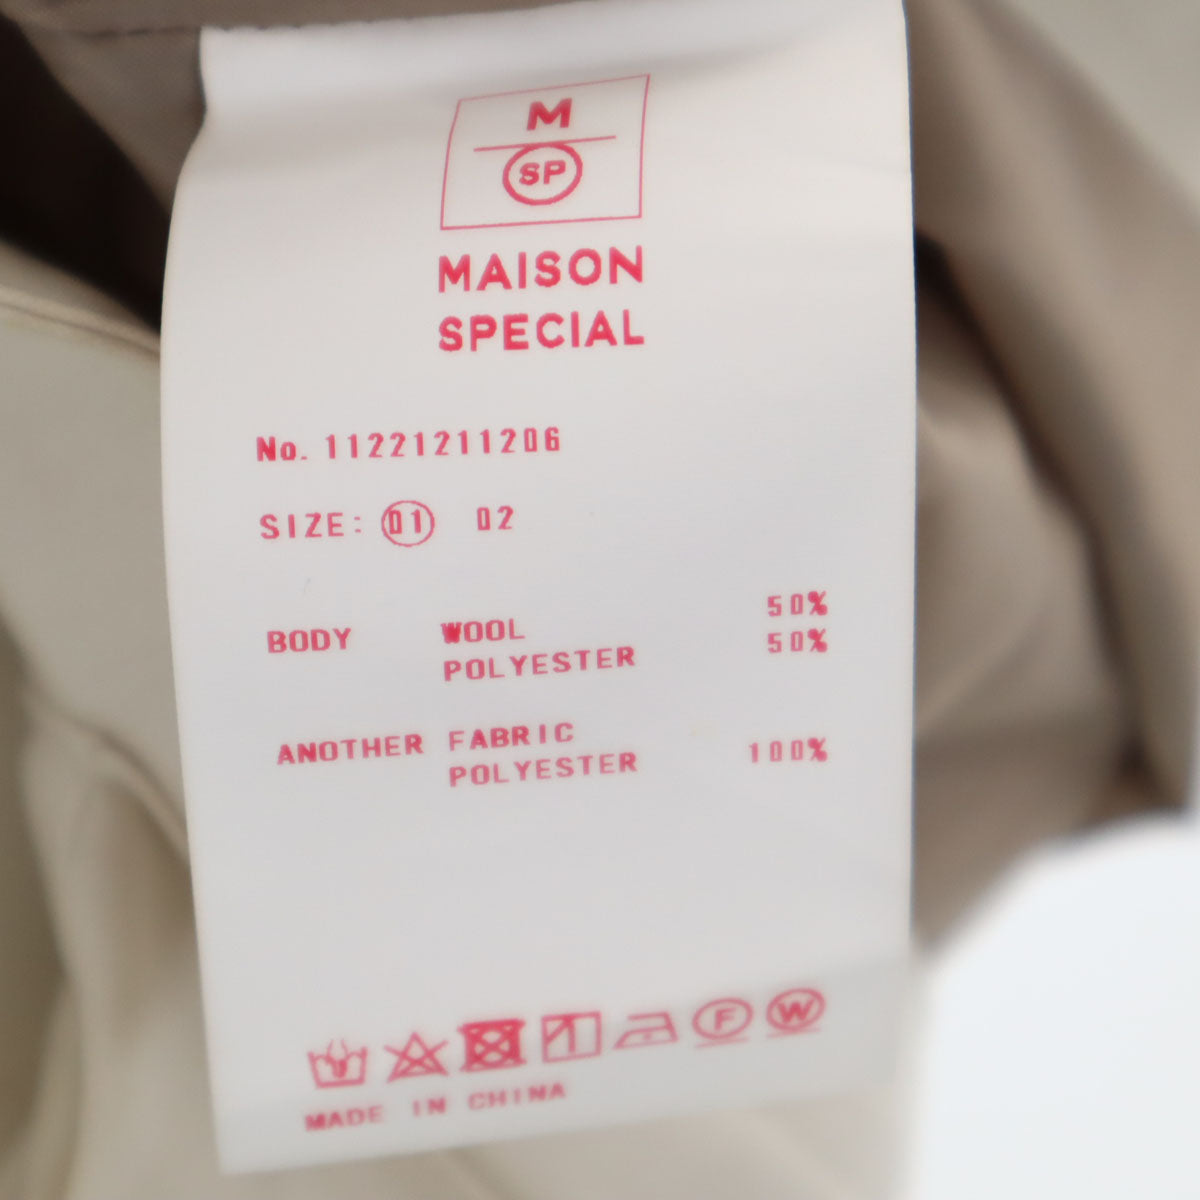 M
SP
MAISON
SPECIAL
No. 11221211206
SIZE: 01 02
BODY WOOL 50%
POLYESTER 50%
ANOTHER FABRIC
POLYESTER 100%
F W
MADE IN CHINA